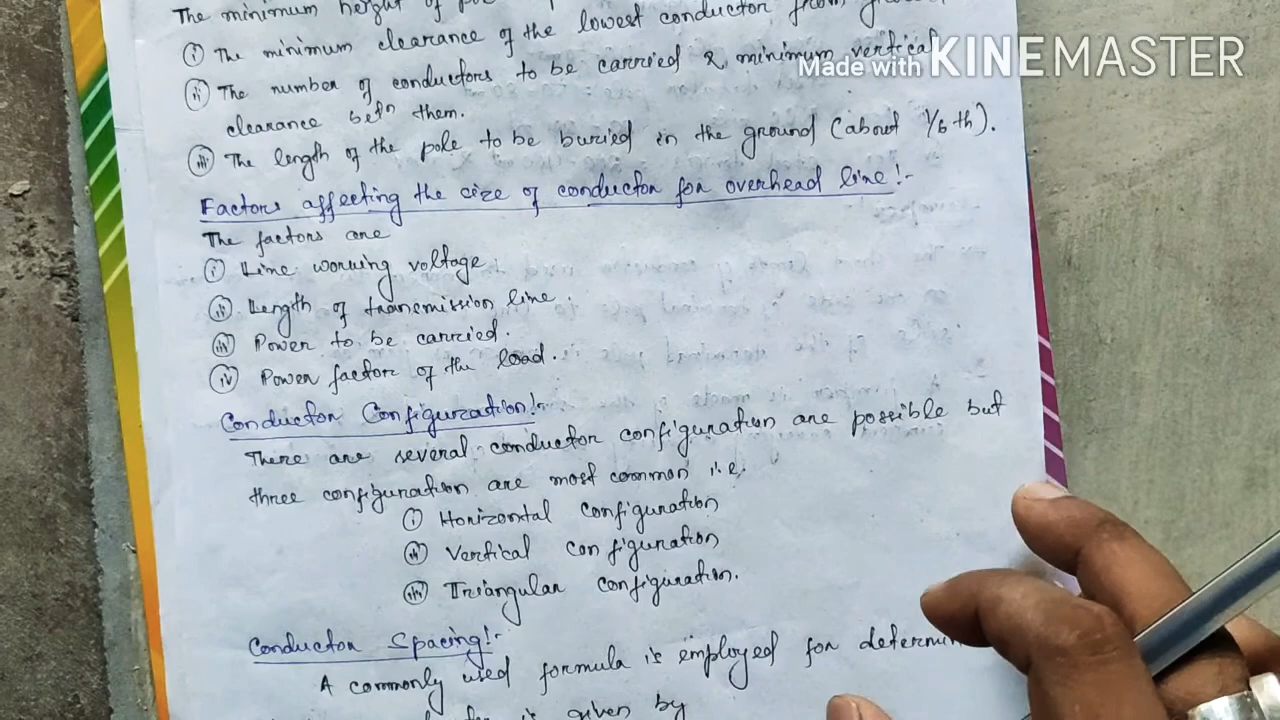 The minimum height of
(i) The minimum clearance of the lowest conductor from
(ii) The number of conductors to be carried & minimum vertical
clearance betn them.
(iii) The length of the pole to be buried in the ground (about 1/6 th).
Factors affecting the size of conductor for overhead line:-
The factors are
(i) Line working voltage
(ii) Length of transmission line.
(iii) Power to be carried.
(iv) Power factor of the load.
Conductor Configuration:-
There are several conductor configuration are possible but
three configuration are most common i.e.
(i) Horizontal configuration
(ii) Vertical configuration
(iii) Triangular configuration.
Conductor Spacing:-
A commonly used formula is employed for
is given by
Made with KINEMASTER